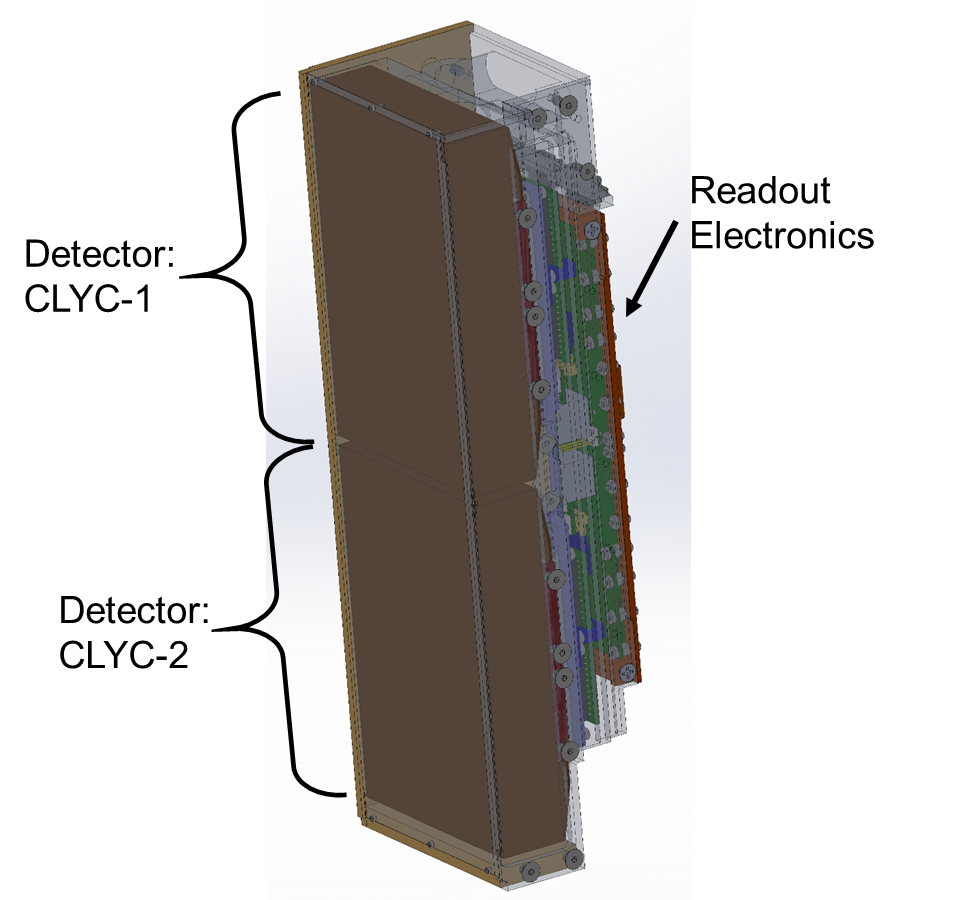 Readout
Electronics
Detector:
CLYC-1
Detector:
CLYC-2